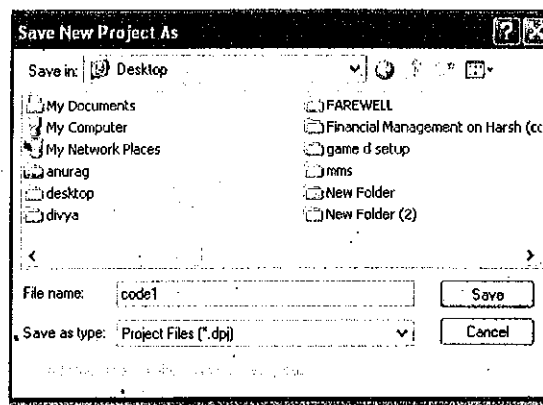 Save New Project As
Save in: Desktop
My Documents
My Computer
My Network Places
anurag
desktop
divya
FAREWELL
Financial Management on Harsh (cc
game d setup
mms
New Folder
New Folder (2)
File name: code1 Save
Save as type: Project Files (*.dpj) Cancel